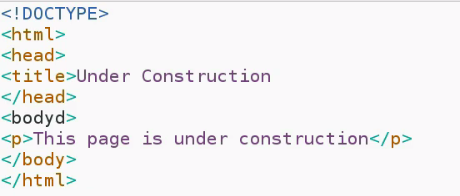 <!DOCTYPE>
<html>
<head>
<title>Under Construction
</head>
<bodyd>
<p>This page is under construction</p>
</body>
</html>